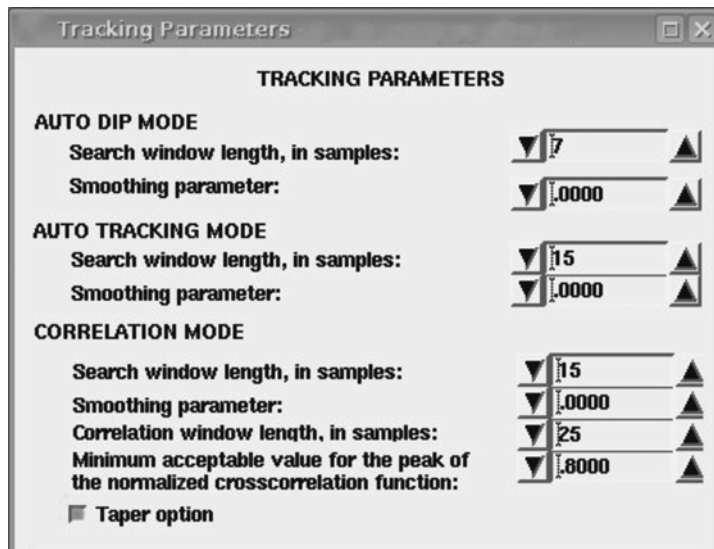 Tracking Parameters
TRACKING PARAMETERS
AUTO DIP MODE
Search window length, in samples: 7
Smoothing parameter: .0000
AUTO TRACKING MODE
Search window length, in samples: 15
Smoothing parameter: .0000
CORRELATION MODE
Search window length, in samples: 15
Smoothing parameter: .0000
Correlation window length, in samples: 25
Minimum acceptable value for the peak of
the normalized crosscorrelation function: .8000
Taper option